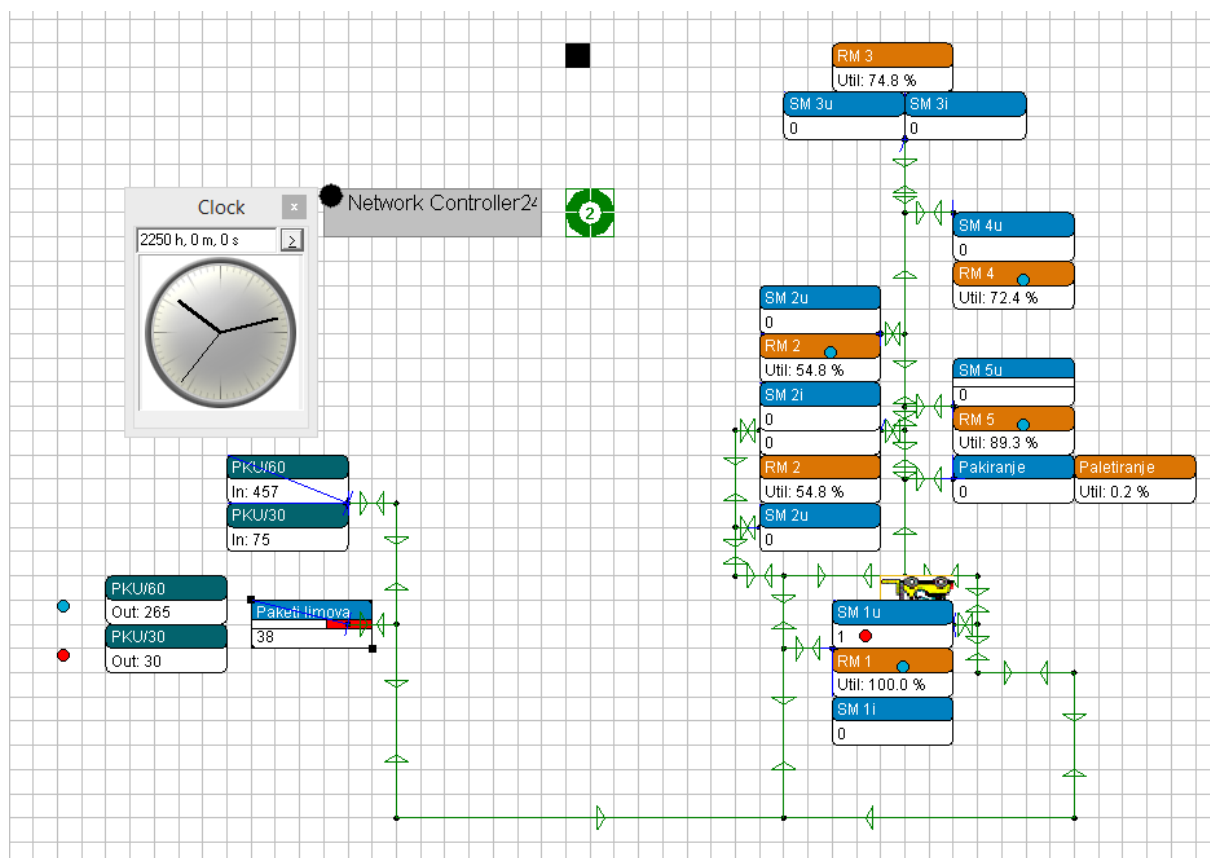 RM 3
Util: 74.8 %
SM 3u
SM 3i
0
0
Clock
x
Network Controller24
2
2250 h, 0 m, 0 s
>
SM 4u
0
RM 4
Util: 72.4 %
SM 2u
0
RM 2
Util: 54.8 %
SM 2i
0
0
RM 2
Util: 54.8 %
SM 2u
0
SM 5u
0
RM 5
Util: 89.3 %
Pakiranje
0
Paletiranje
Util: 0.2 %
PKU/60
In: 457
PKU/30
In: 75
PKU/60
Out: 265
PKU/30
Out: 30
Paketi limova
38
SM 1u
1
RM 1
Util: 100.0 %
SM 1i
0